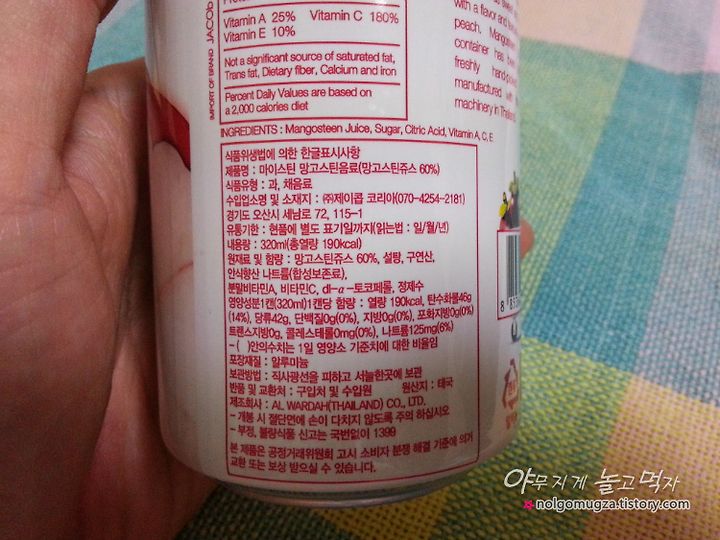 Vitamin A 25% Vitamin C 180%
Vitamin E 10%
Not a significant source of saturated fat,
Trans fat, Dietary fiber, Calcium and iron
Percent Daily Values are based on
a 2,000 calories diet
IMPORT OF BRAND JACOB
INGREDIENTS : Mangosteen Juice, Sugar, Citric Acid, Vitamin A, C, E
with a flavor and
peach. Mangosteen
container has been
freshly
manufactured with
machinery in Thailand
식품위생법에 의한 한글표시사항
제품명 : 마이스틴 망고스틴음료(망고스틴쥬스 60%)
식품유형 : 과, 채음료
수입업소명 및 소재지 : ㈜제이콥 코리아(070-4254-2181)
경기도 오산시 세남로 72, 115-1
유통기한 : 현품에 별도 표기일까지(읽는법 : 일/월/년)
내용량 : 320ml(총열량 190kcal)
원재료 및 함량 : 망고스틴쥬스 60%, 설탕, 구연산,
안식향산 나트륨(합성보존료),
분말비타민A, 비타민C, dl-α-토코페롤, 정제수
영양성분1캔(320ml)1캔당 함량 : 열량 190kcal, 탄수화물46g
(14%), 당류42g, 단백질0g(0%), 지방0g(0%), 포화지방0g(0%)
트랜스지방0g, 콜레스테롤0mg(0%), 나트륨125mg(6%)
- ( )안의수치는 1일 영양소 기준치에 대한 비율임
포장재질 : 알루미늄
보관방법 : 직사광선을 피하고 서늘한곳에 보관
반품 및 교환처 : 구입처 및 수입원 원산지 : 태국
제조회사 : AL WARDAH(THAILAND) CO., LTD.
- 개봉 시 절단면에 손이 다치지 않도록 주의 하십시오
- 부정, 불량식품 신고는 국번없이 1399
본 제품은 공정거래위원회 고시 소비자 분쟁 해결 기준에 의거
교환 또는 보상 받으실 수 있습니다.
야무지게 놀고먹자
nolgomugza.tistory.com